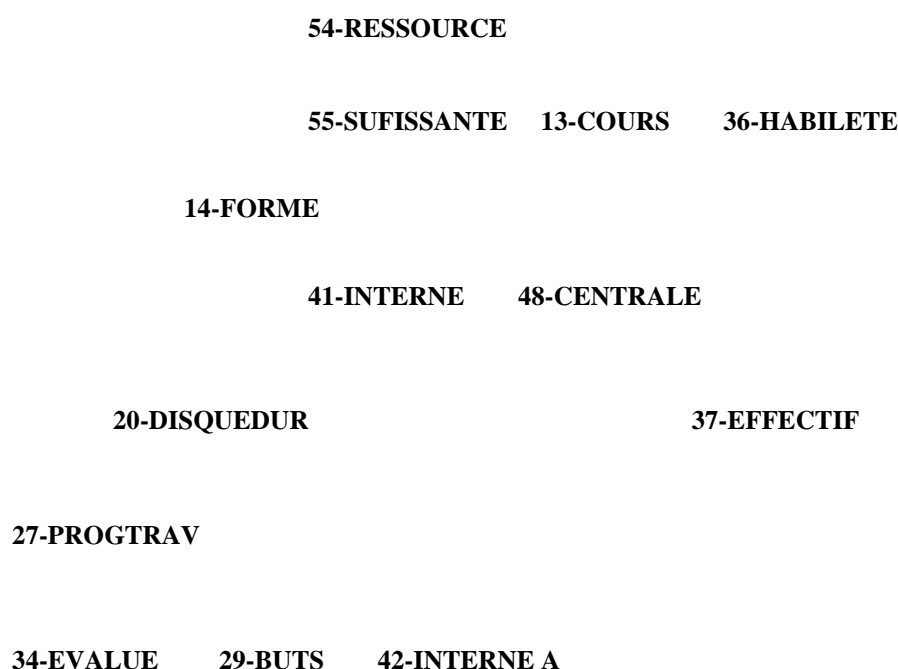 54-RESSOURCE
55-SUFISSANTE 13-COURS 36-HABILETE
14-FORME
41-INTERNE 48-CENTRALE
20-DISQUEDUR 37-EFFECTIF
27-PROGTRAV
34-EVALUE 29-BUTS 42-INTERNE A